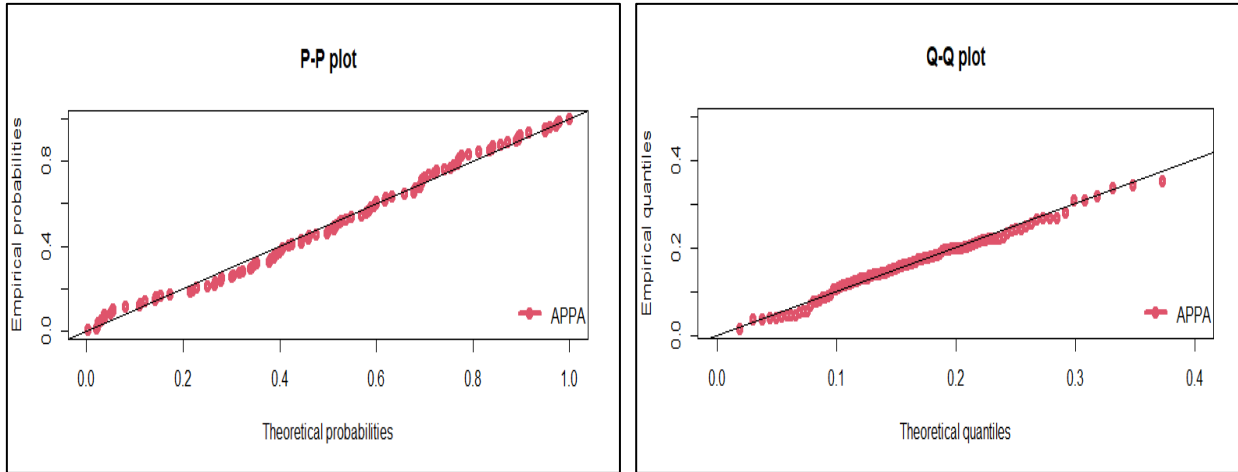 P-P plot
Empirical probabilities
0.8
0.4
0.0
APPA
0.0 0.2 0.4 0.6 0.8 1.0
Theoretical probabilities
Q-Q plot
Empirical quantiles
0.4
0.2
0.0
APPA
0.0 0.1 0.2 0.3 0.4
Theoretical quantiles